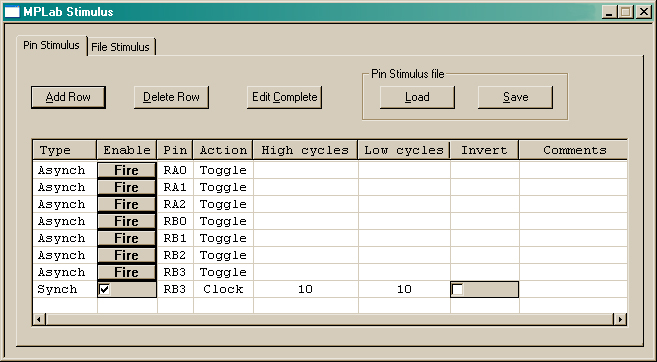 MPLab Stimulus
Pin Stimulus File Stimulus
Pin Stimulus file
Add Row Delete Row Edit Complete Load Save
Type Enable Pin Action High cycles Low cycles Invert Comments
Asynch Fire RA0 Toggle
Asynch Fire RA1 Toggle
Asynch Fire RA2 Toggle
Asynch Fire RB0 Toggle
Asynch Fire RB1 Toggle
Asynch Fire RB2 Toggle
Asynch Fire RB3 Toggle
Synch RB3 Clock 10 10